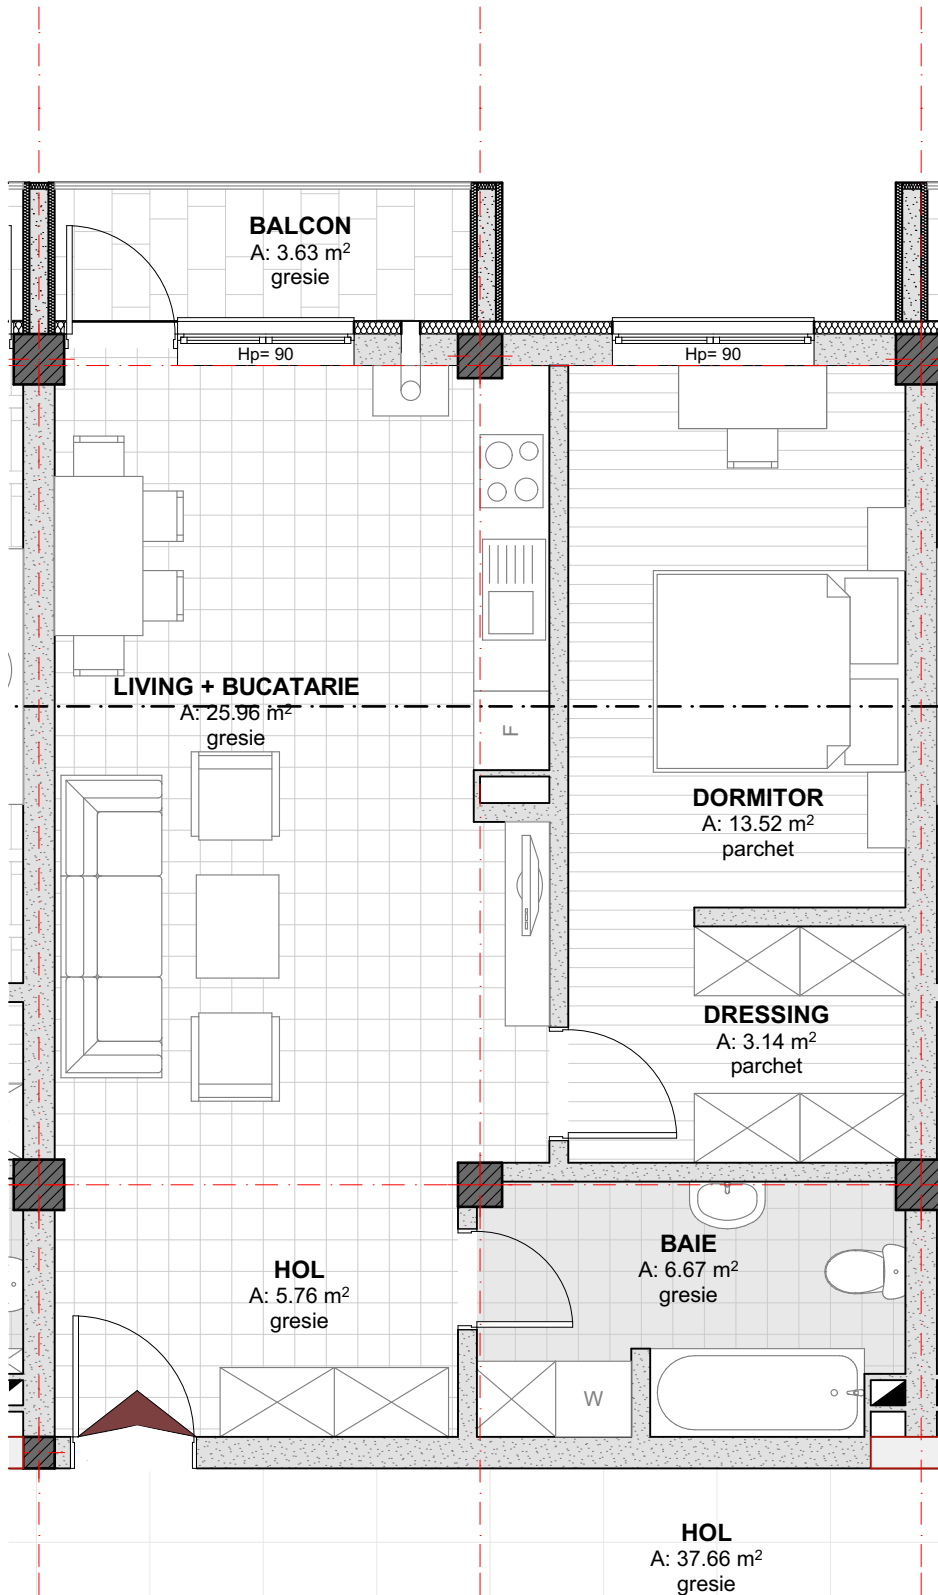 BALCON
A: 3.63 m²
gresie
Hp= 90
Hp= 90
LIVING + BUCATARIE
A: 25.96 m²
gresie
F
DORMITOR
A: 13.52 m²
parchet
DRESSING
A: 3.14 m²
parchet
HOL
A: 5.76 m²
gresie
BAIE
A: 6.67 m²
gresie
W
HOL
A: 37.66 m²
gresie